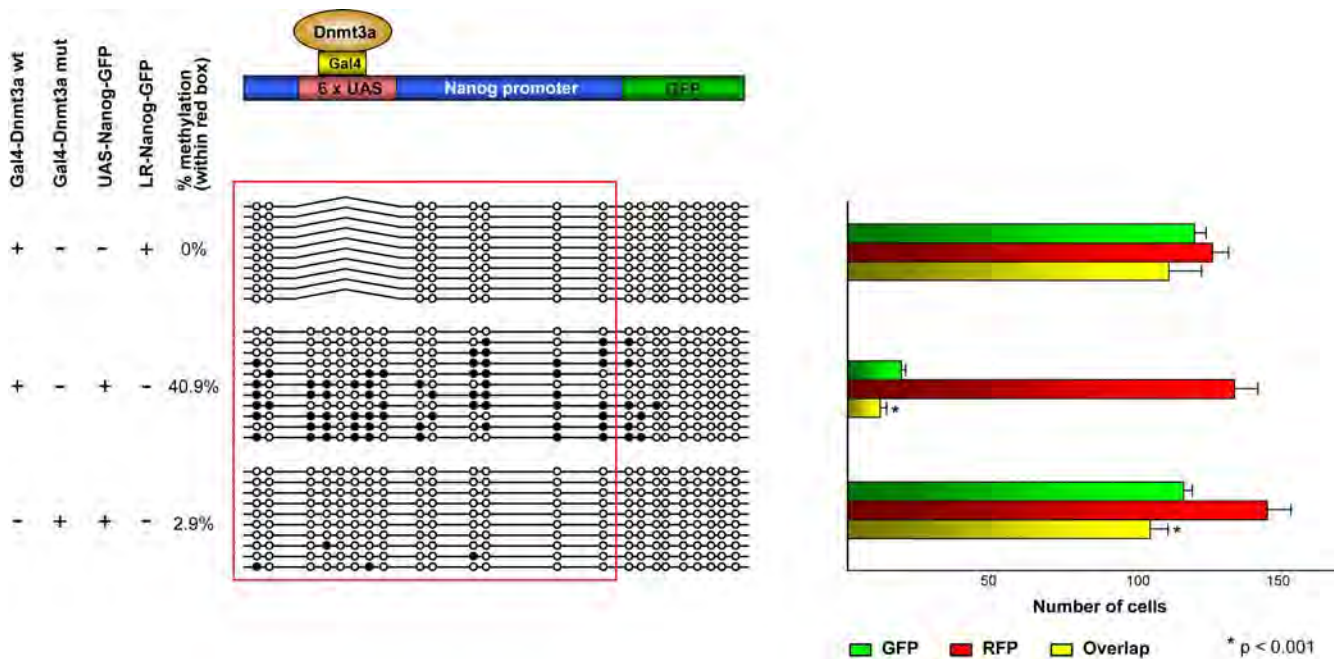 Dnmt3a
Gal4
6 x UAS
Nanog promoter
GFP
Gal4-Dnmt3a wt
Gal4-Dnmt3a mut
UAS-Nanog-GFP
LR-Nanog-GFP
% methylation
(within red box)
+ - - + 0%
+ - + - 40.9%
- + + - 2.9%
*
*
50 100 150
Number of cells
GFP RFP Overlap * p < 0.001